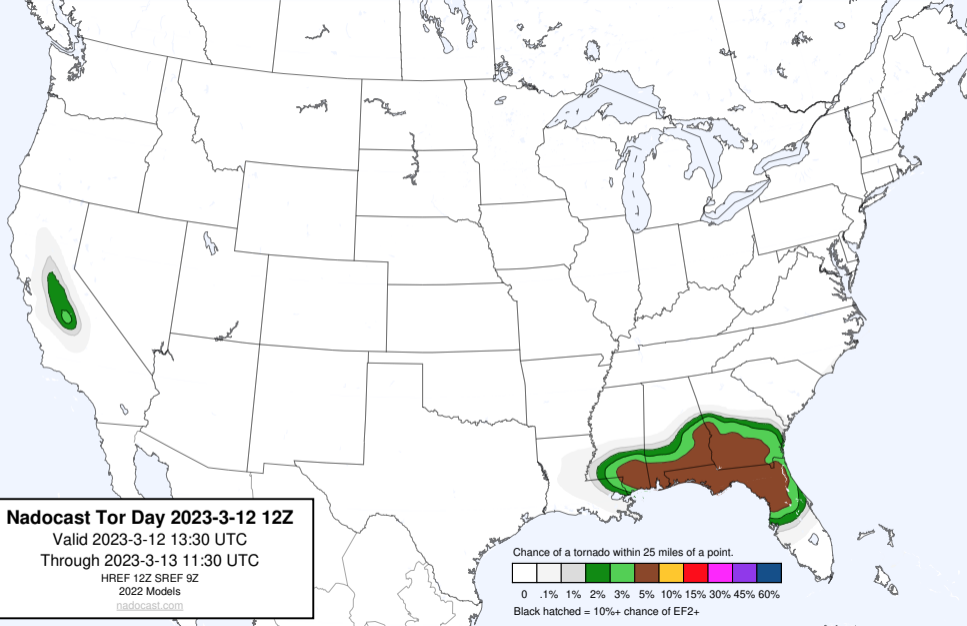 Nadocast Tor Day 2023-3-12 12Z
Valid 2023-3-12 13:30 UTC
Through 2023-3-13 11:30 UTC
HREF 12Z SREF 9Z
2022 Models
nadocast.com
Chance of a tornado within 25 miles of a point.
0 .1% 1% 2% 3% 5% 10% 15% 30% 45% 60%
Black hatched = 10%+ chance of EF2+